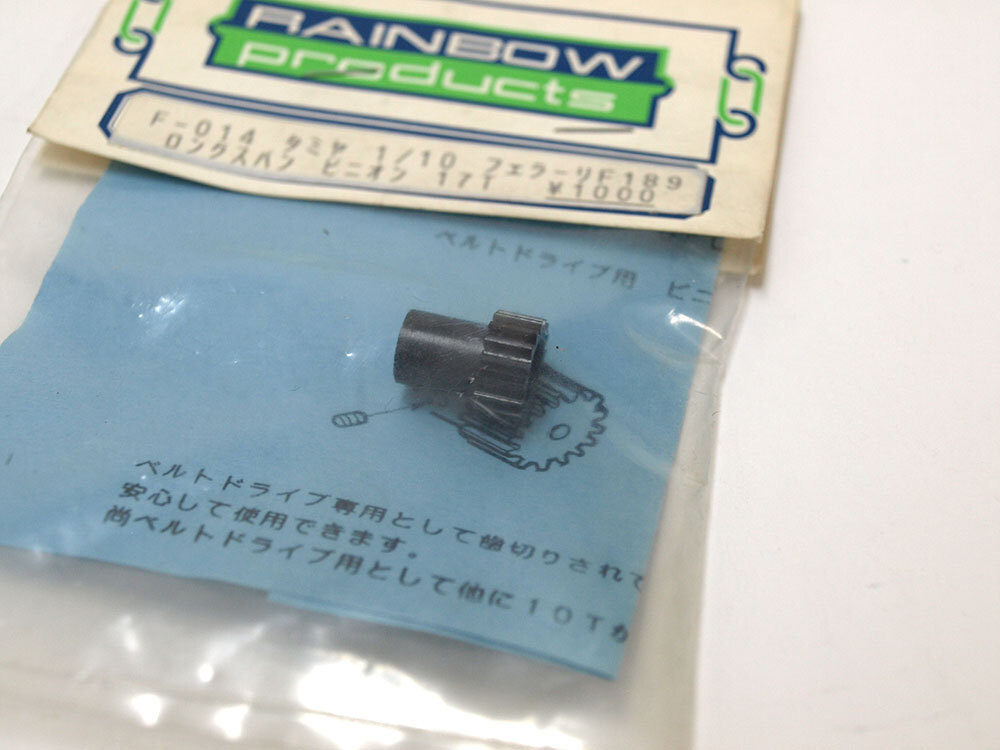 RAINBOW
products
F-014 タミヤ 1/10 フェラーリF189
ロングスパン ピニオン 17T ¥1000
ベルトドライブ用 ピニ
ベルトドライブ専用として歯切りされて
安心して使用できます。
尚ベルトドライブ用として他に10Tか